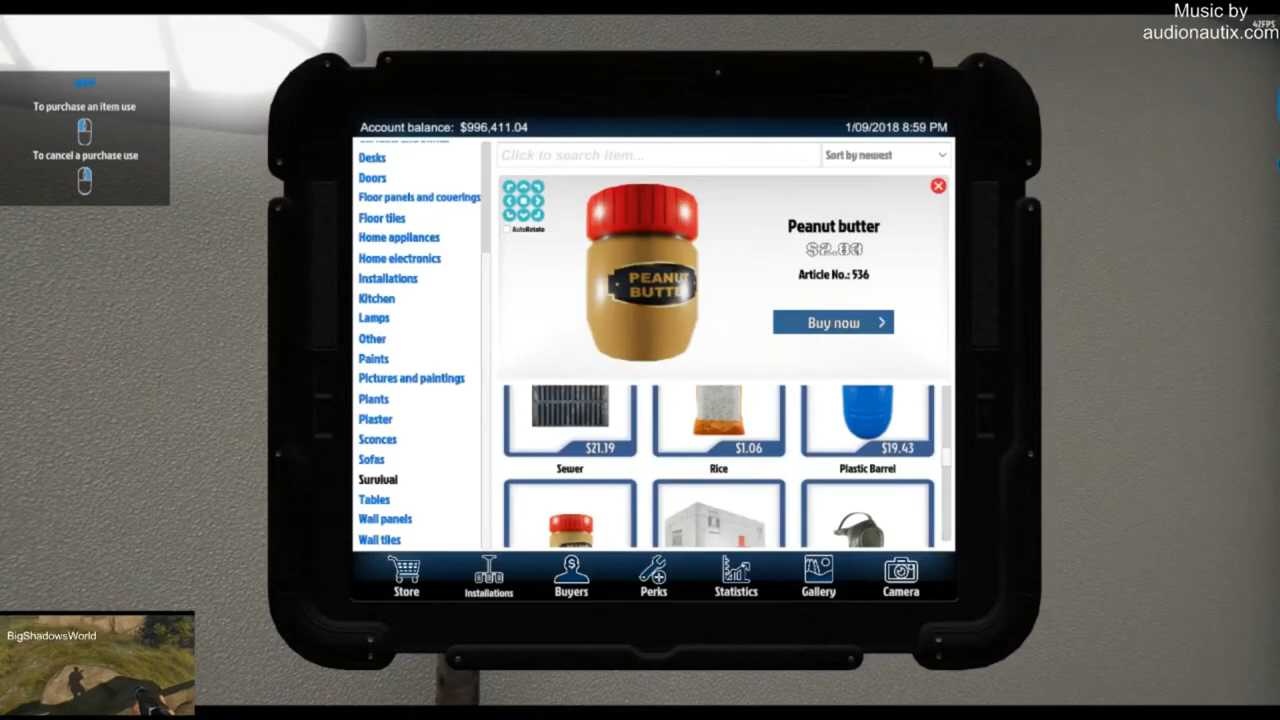 Music by
42FPS
audionautix.com
To purchase an item use
To cancel a purchase use
Account balance: $996,411.04
1/09/2018 8:59 PM
Desks
Doors
Floor panels and coverings
Floor tiles
Home appliances
Home electronics
Installations
Kitchen
Lamps
Other
Paints
Pictures and paintings
Plants
Plaster
Sconces
Sofas
Survival
Tables
Wall panels
Wall tiles
Click to search item...
Sort by newest
AutoRotate
PEANUT
BUTT
Peanut butter
$2.83
Article No.: 536
Buy now
$21.19
$1.06
$19.43
Sewer
Rice
Plastic Barrel
Store
Installations
Buyers
Perks
Statistics
Gallery
Camera
BigShadowsWorld